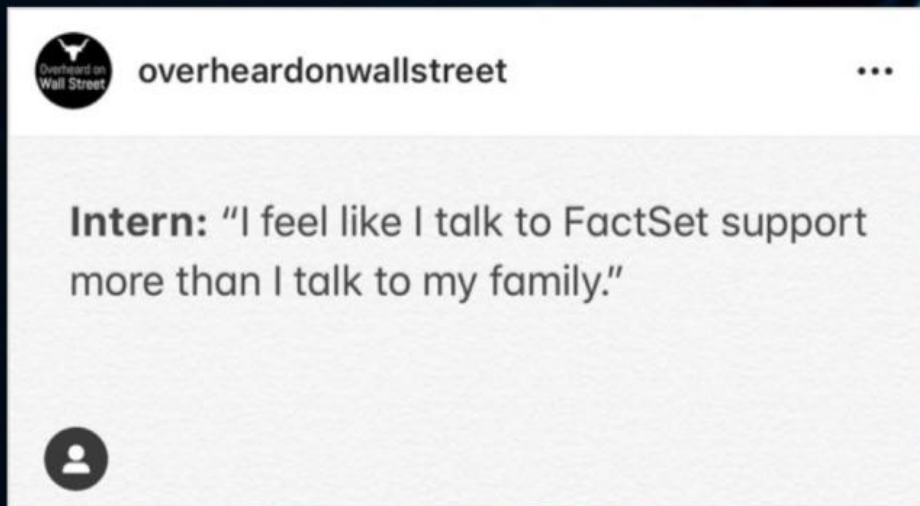 Overheard on
Wall Street
overheardonwallstreet
Intern: “I feel like I talk to FactSet support
more than I talk to my family.”